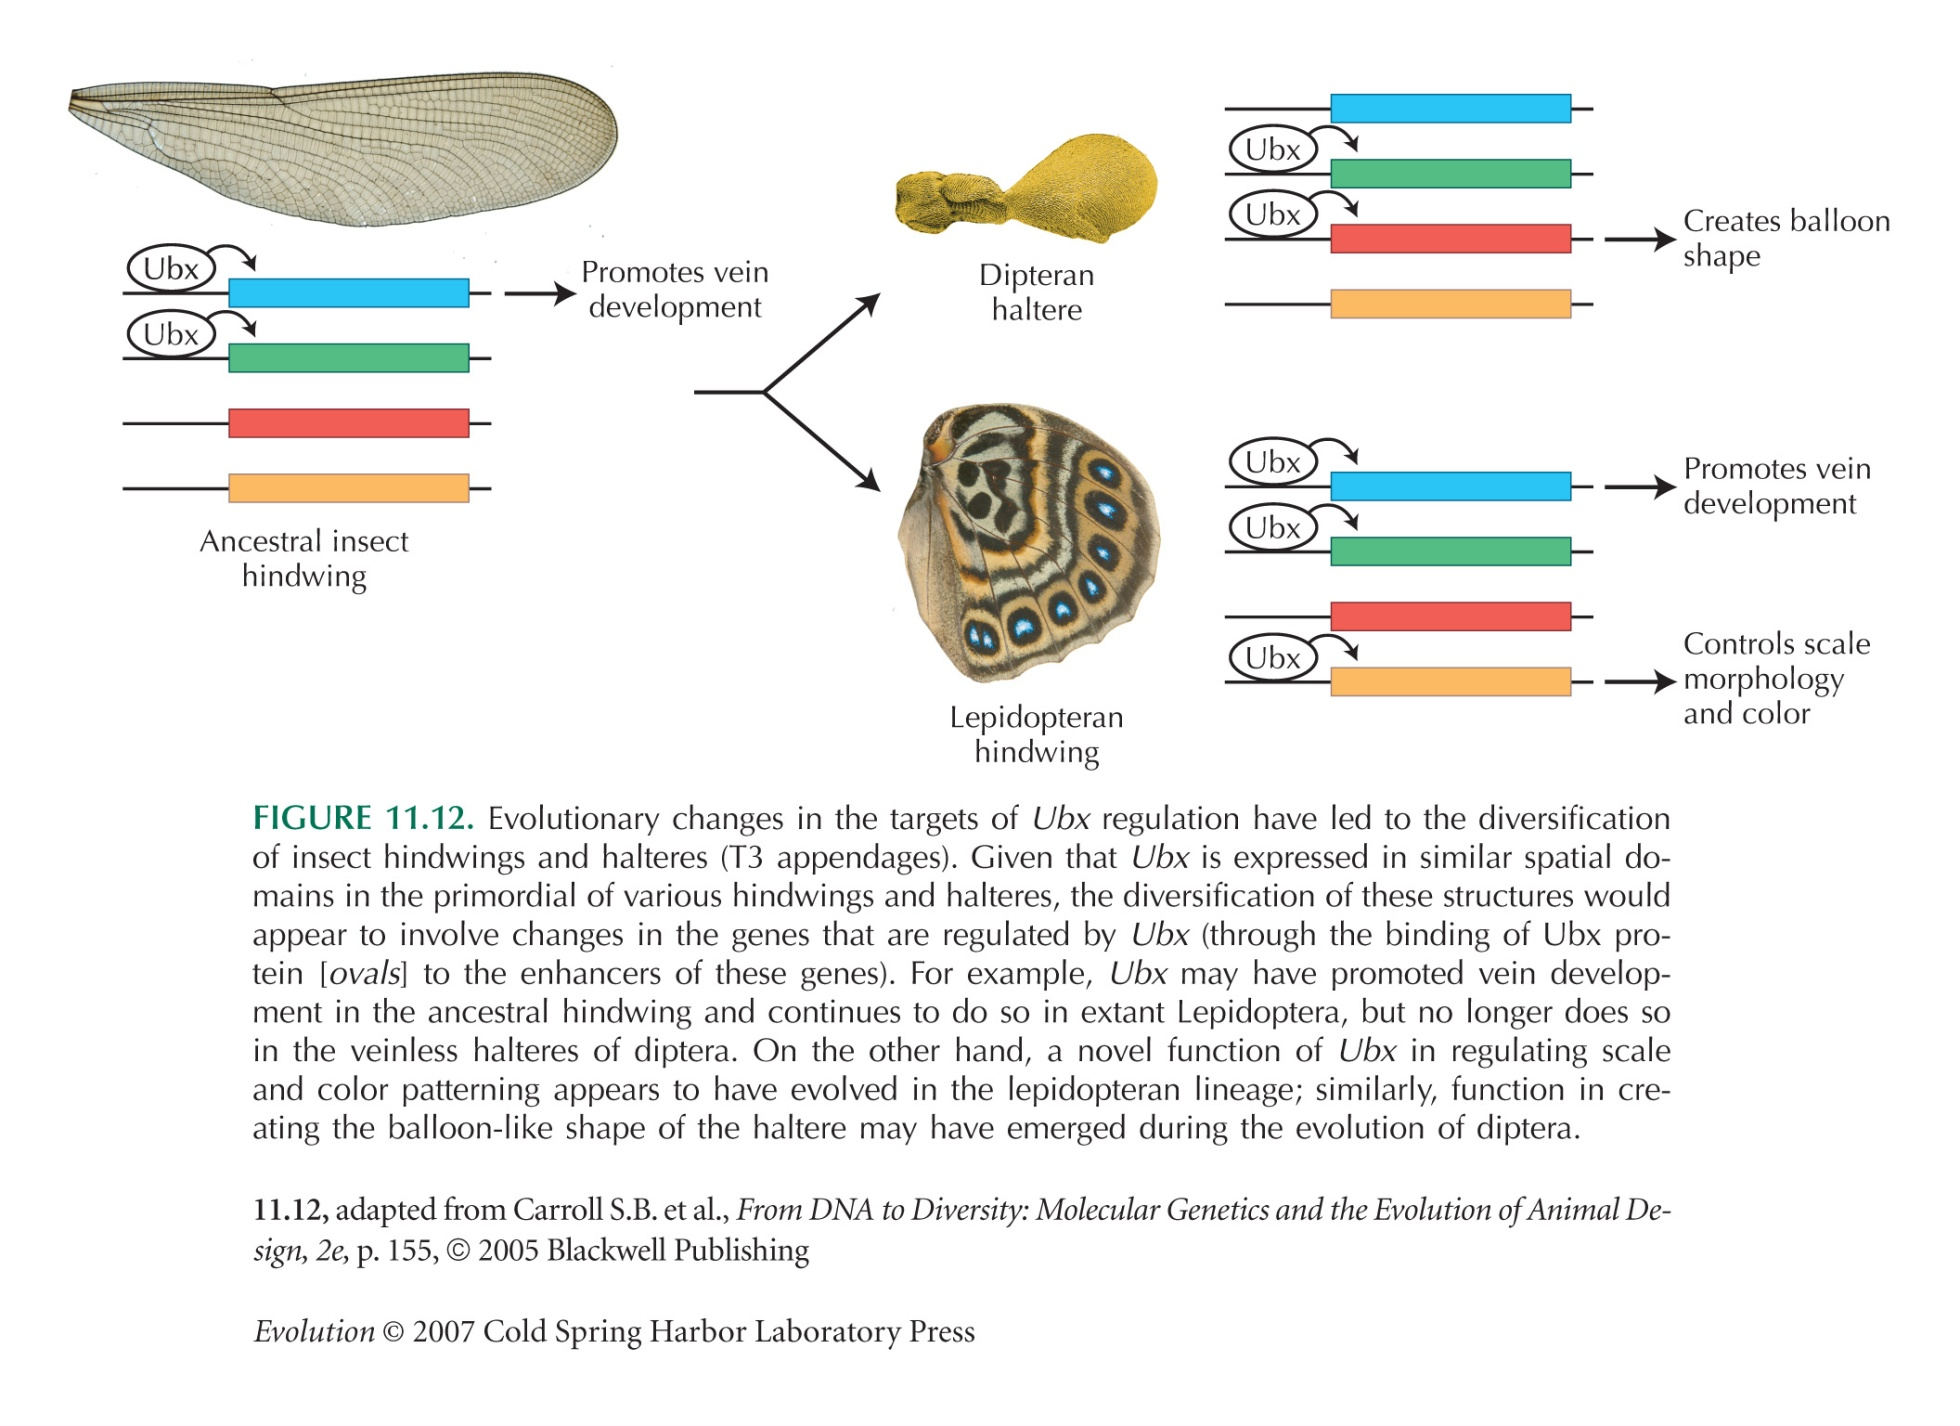 Ubx
Promotes vein
development
Ubx
Ancestral insect
hindwing
Dipteran
haltere
Ubx
Ubx
Creates balloon
shape
Lepidopteran
hindwing
Ubx
Promotes vein
development
Ubx
Ubx
Controls scale
morphology
and color
FIGURE 11.12. Evolutionary changes in the targets of Ubx regulation have led to the diversification
of insect hindwings and halteres (T3 appendages). Given that Ubx is expressed in similar spatial do-
mains in the primordial of various hindwings and halteres, the diversification of these structures would
appear to involve changes in the genes that are regulated by Ubx (through the binding of Ubx pro-
tein [ovals] to the enhancers of these genes). For example, Ubx may have promoted vein develop-
ment in the ancestral hindwing and continues to do so in extant Lepidoptera, but no longer does so
in the veinless halteres of diptera. On the other hand, a novel function of Ubx in regulating scale
and color patterning appears to have evolved in the lepidopteran lineage; similarly, function in cre-
ating the balloon-like shape of the haltere may have emerged during the evolution of diptera.
11.12, adapted from Carroll S.B. et al., From DNA to Diversity: Molecular Genetics and the Evolution of Animal De-
sign, 2e, p. 155, © 2005 Blackwell Publishing
Evolution © 2007 Cold Spring Harbor Laboratory Press